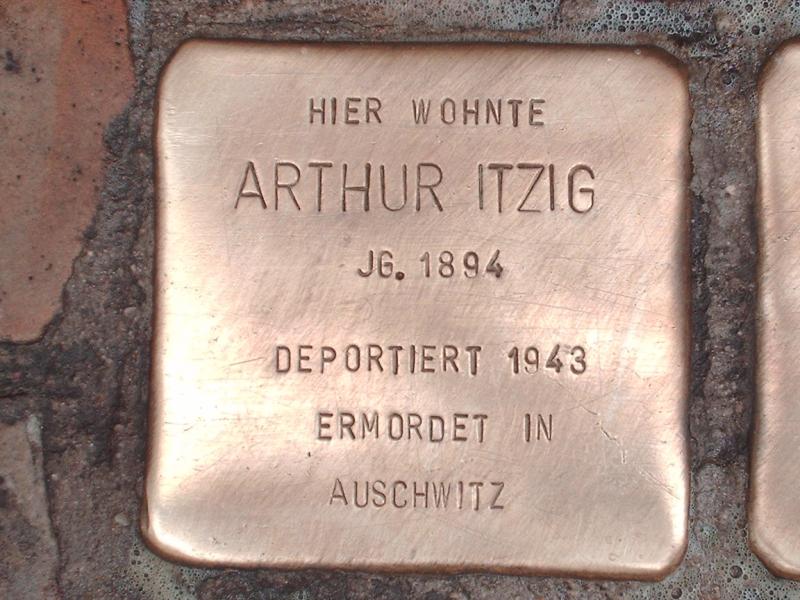 HIER WOHNTE
ARTHUR ITZIG
JG. 1894
DEPORTIERT 1943
ERMORDET IN
AUSCHWITZ